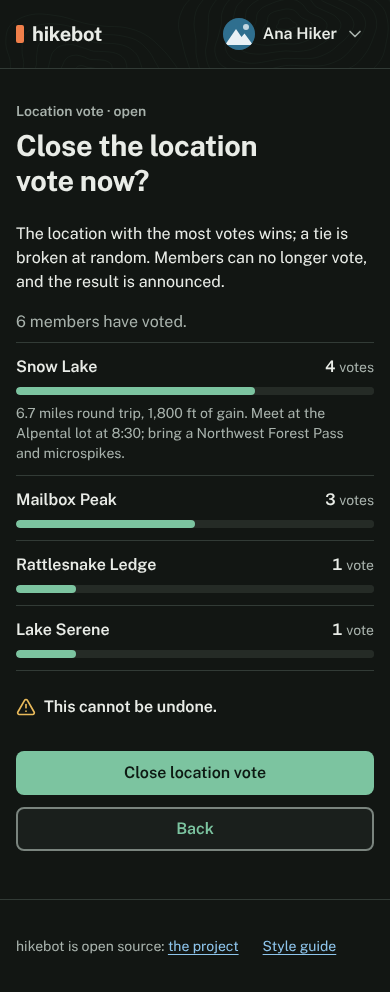 hikebot
Ana Hiker
Location vote · open
Close the location
vote now?
The location with the most votes wins; a tie is
broken at random. Members can no longer vote,
and the result is announced.
6 members have voted.
Snow Lake 4 votes
6.7 miles round trip, 1,800 ft of gain. Meet at the
Alpental lot at 8:30; bring a Northwest Forest Pass
and microspikes.
Mailbox Peak 3 votes
Rattlesnake Ledge 1 vote
Lake Serene 1 vote
This cannot be undone.
Close location vote
Back
hikebot is open source: the project Style guide